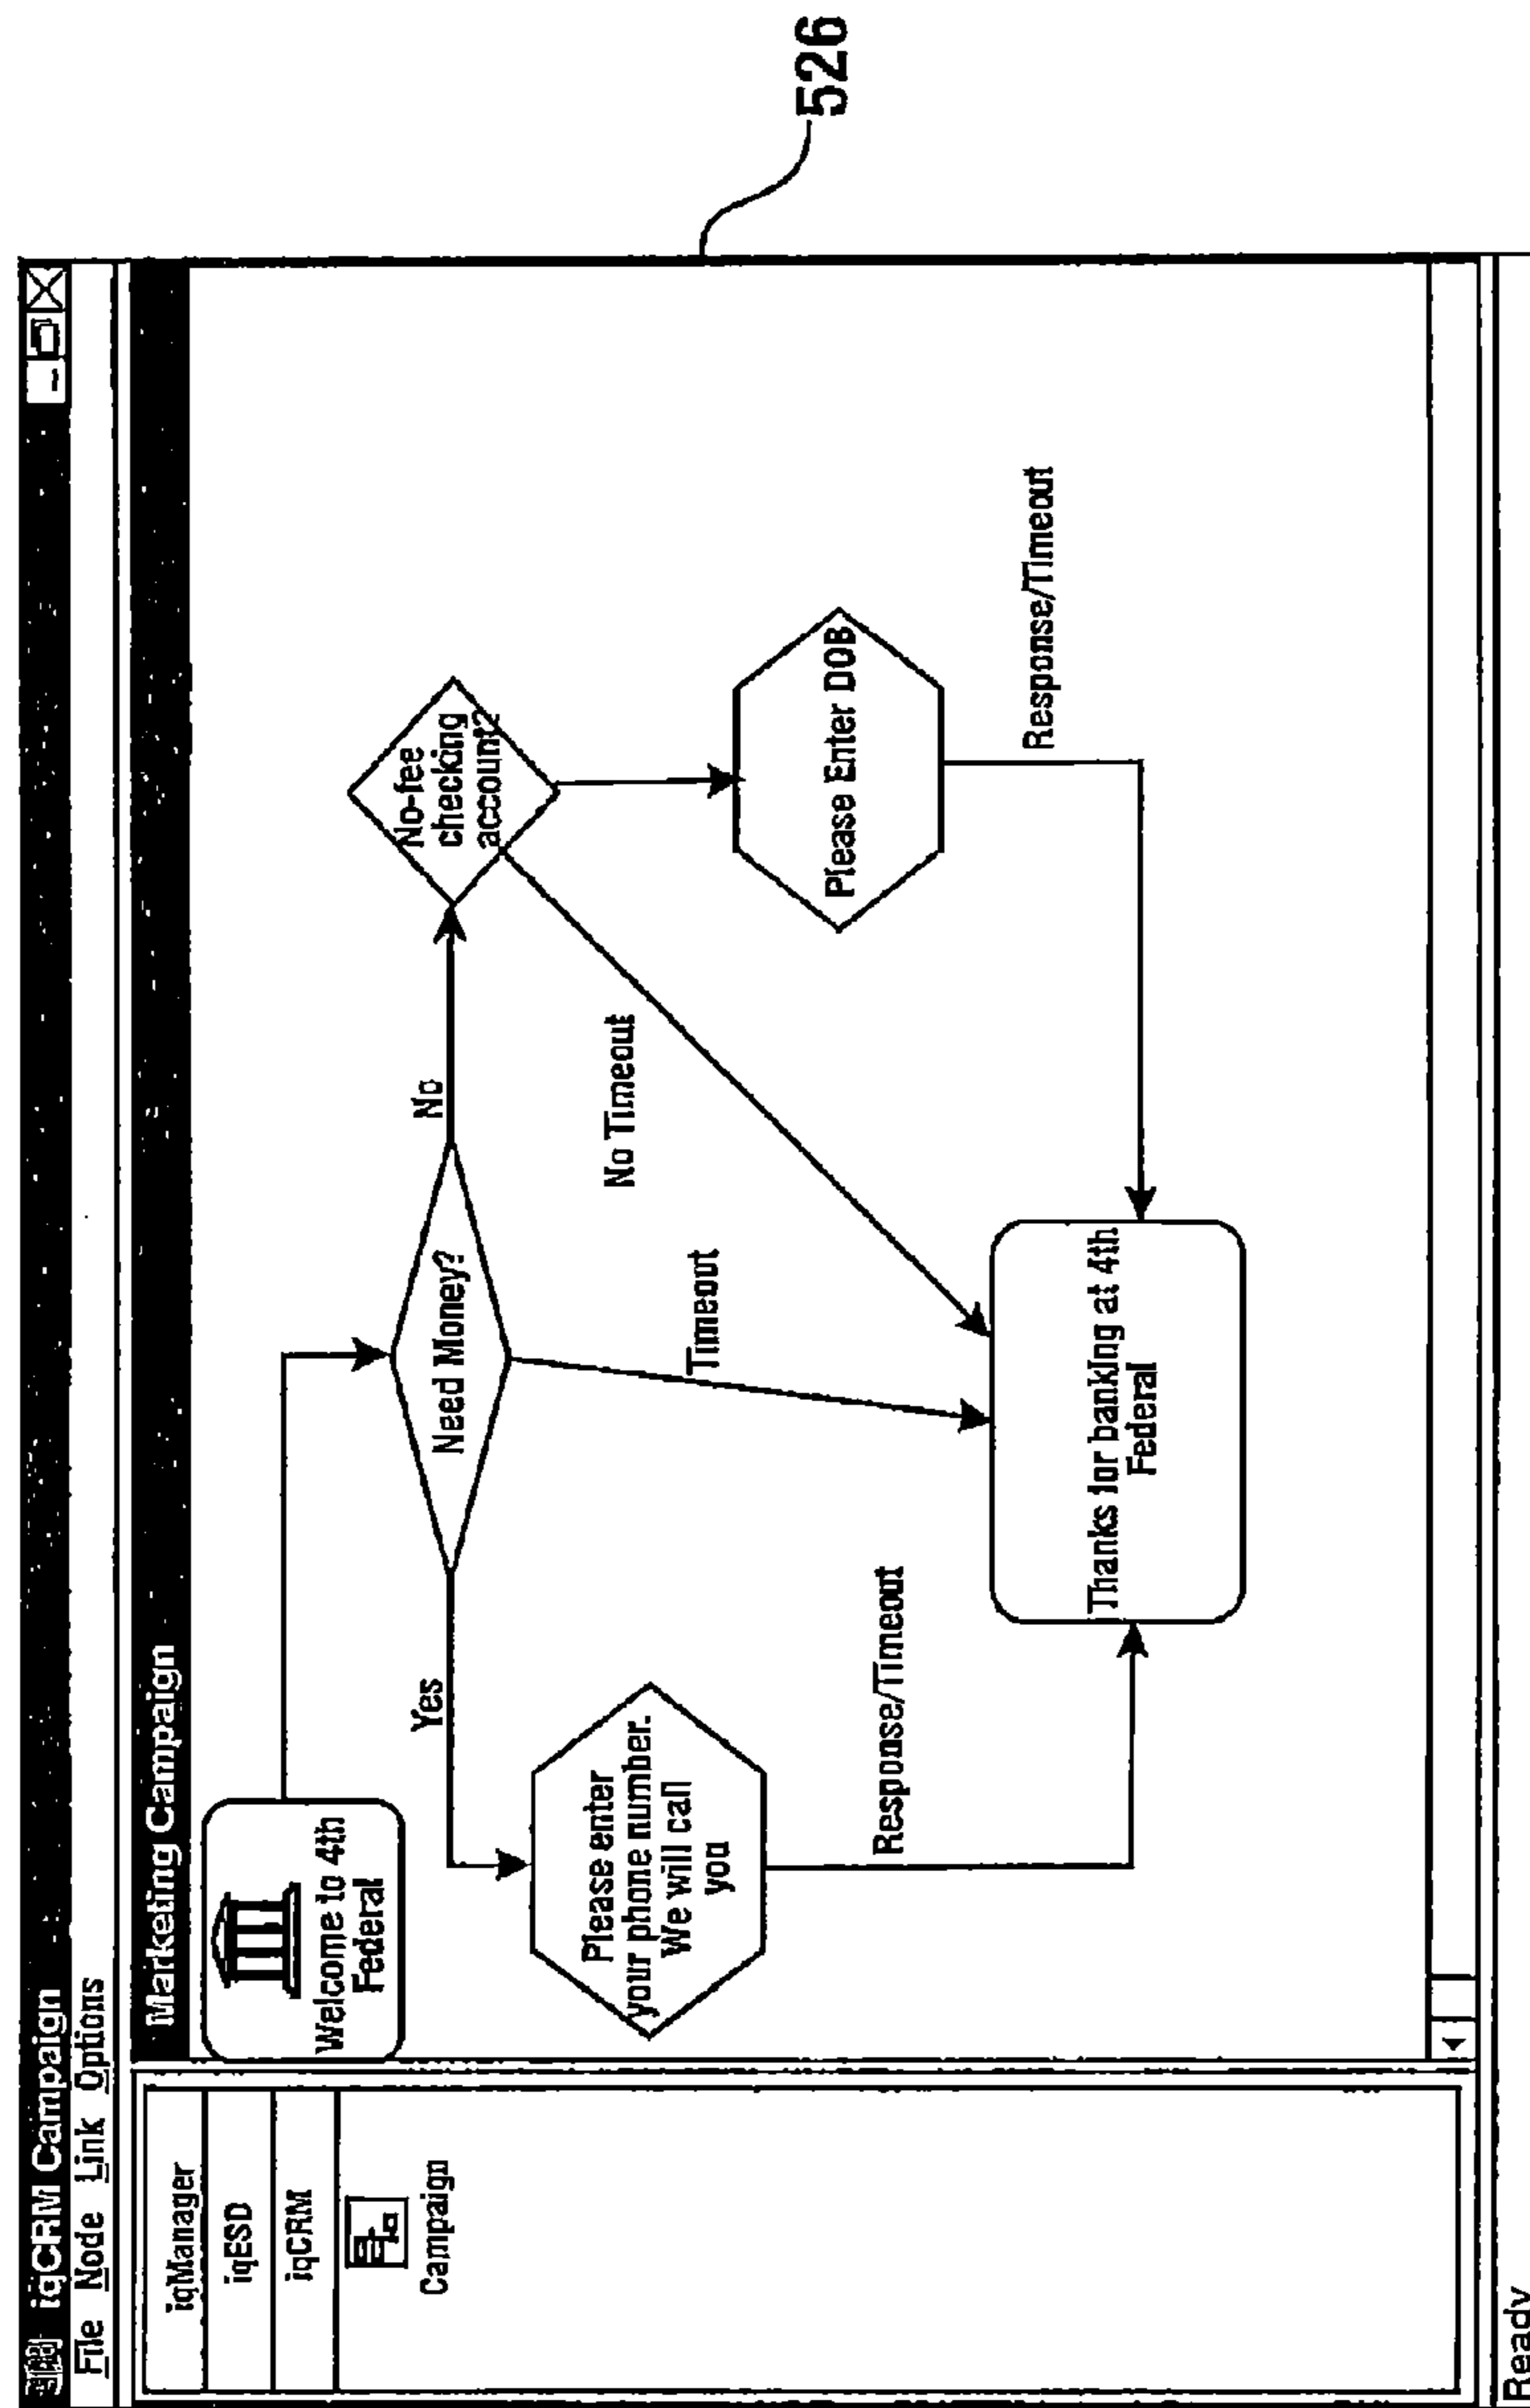 iqCRM Campaign
File Node Link Options
iqManager
iqESD
iqCRM
Campaign
Marketing Campaign
Welcome to 4th
Federal
Need Money?
Yes
No
Please enter
your phone number.
We will call
you
No-fee
checking
account?
Timeout
No Timeout
Please Enter DOB
Response/Timeout
Response/Timeout
Thanks for banking at 4th
Federal
Ready
526